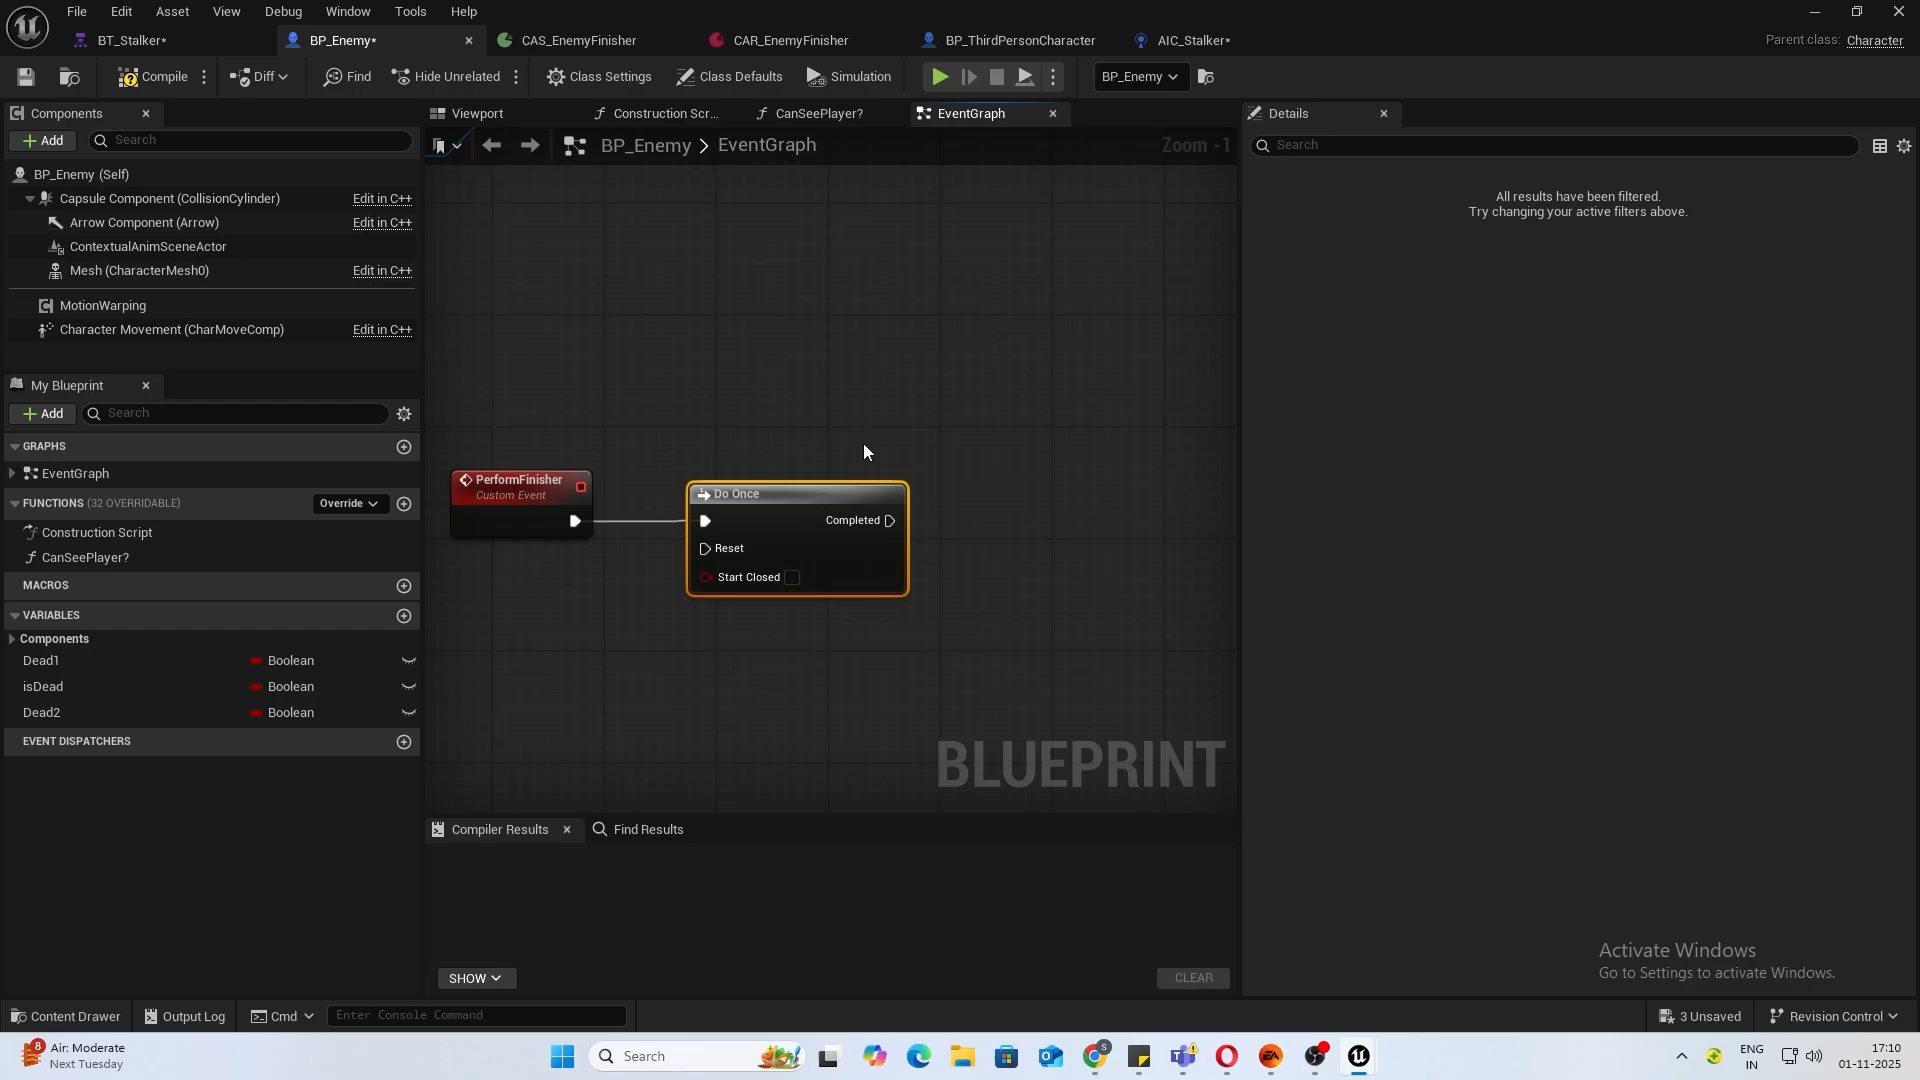 File Edit Asset View Debug Window Tools Help
BT_Stalker* BP_Enemy* CAS_EnemyFinisher CAR_EnemyFinisher BP_ThirdPersonCharacter AIC_Stalker* Parent class: Character
Compile Diff Find Hide Unrelated Class Settings Class Defaults Simulation BP_Enemy
Components
Add Search
BP_Enemy (Self)
Capsule Component (CollisionCylinder) Edit in C++
Arrow Component (Arrow) Edit in C++
ContextualAnimSceneActor
Mesh (CharacterMesh0) Edit in C++
MotionWarping
Character Movement (CharMoveComp) Edit in C++
My Blueprint
Add Search
GRAPHS
EventGraph
FUNCTIONS (32 OVERRIDABLE) Override
Construction Script
CanSeePlayer?
MACROS
VARIABLES
Components
Dead1 Boolean
isDead Boolean
Dead2 Boolean
EVENT DISPATCHERS
Viewport Construction Scr... CanSeePlayer? EventGraph
BP_Enemy > EventGraph Zoom -1
PerformFinisher
Custom Event
Do Once
Completed
Reset
Start Closed
BLUEPRINT
Compiler Results Find Results
SHOW CLEAR
Details
Search
All results have been filtered.
Try changing your active filters above.
Activate Windows
Go to Settings to activate Windows.
Content Drawer Output Log Cmd Enter Console Command 3 Unsaved Revision Control
8 Air: Moderate
Next Tuesday
Search
S
EA
ENG
IN
17:10
01-11-2025